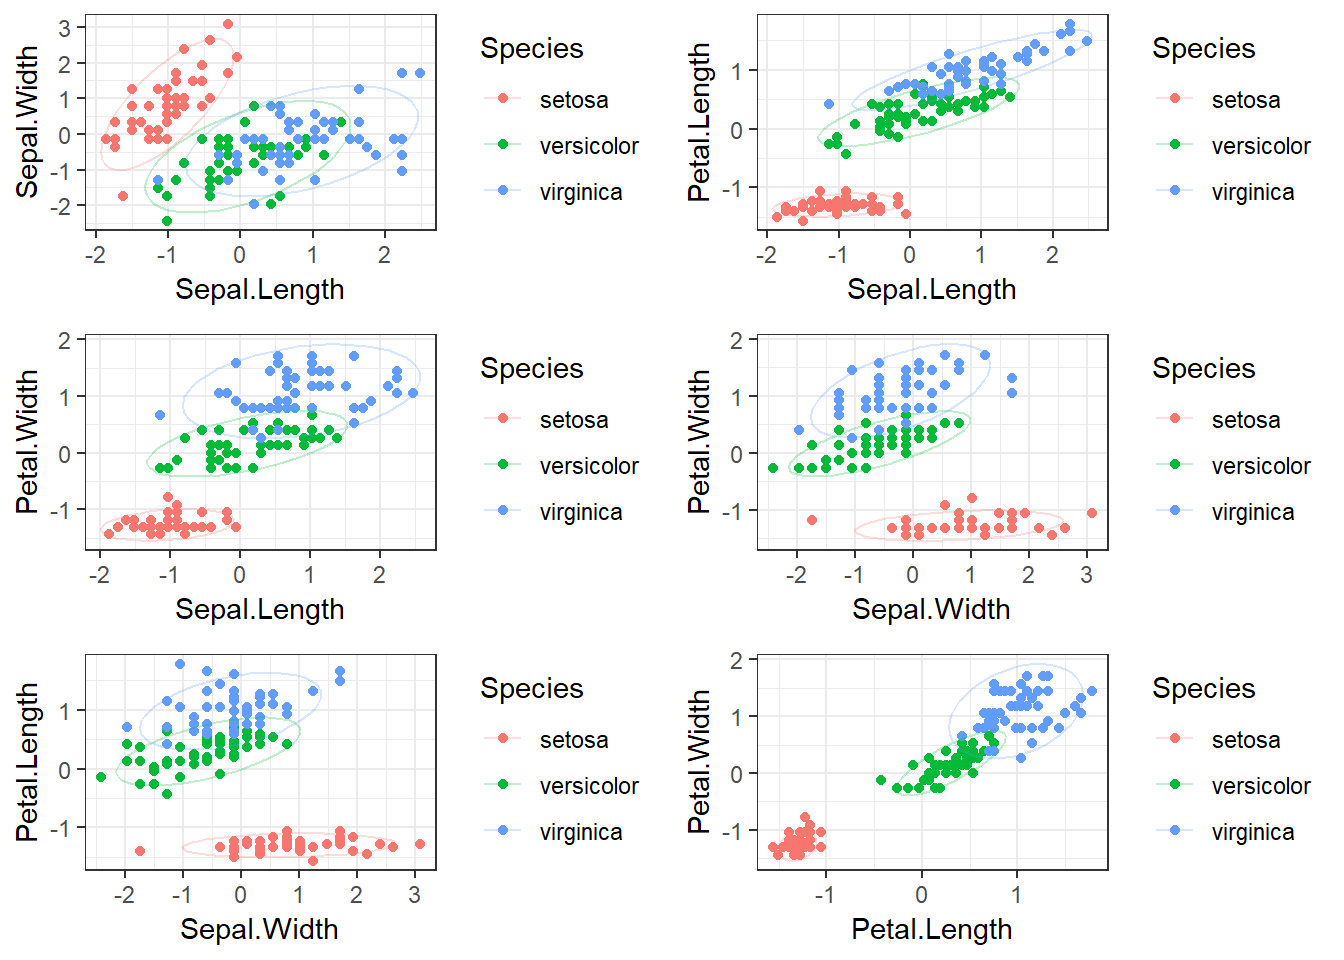 Sepal.Width
3
2
1
0
-1
-2
-2 -1 0 1 2
Sepal.Length
Species
setosa
versicolor
virginica
Petal.Length
1
0
-1
-2 -1 0 1 2
Sepal.Length
Species
setosa
versicolor
virginica
Petal.Width
2
1
0
-1
-2 -1 0 1 2
Sepal.Length
Species
setosa
versicolor
virginica
Petal.Width
2
1
0
-1
-2 -1 0 1 2 3
Sepal.Width
Species
setosa
versicolor
virginica
Petal.Length
1
0
-1
-2 -1 0 1 2 3
Sepal.Width
Species
setosa
versicolor
virginica
Petal.Width
2
1
0
-1
-1 0 1
Petal.Length
Species
setosa
versicolor
virginica